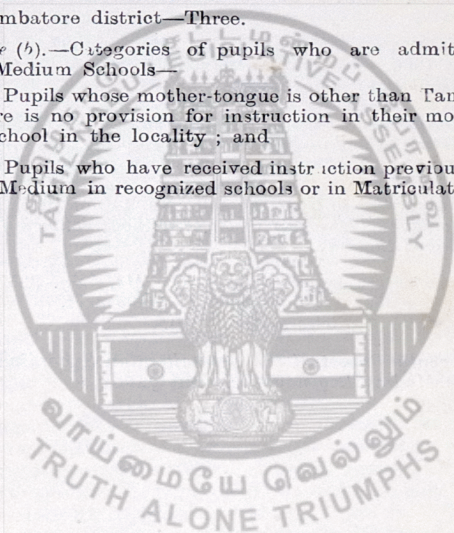 mbatore district—Three.
(h).—Categories of pupils who are admit
Medium Schools—
Pupils whose mother-tongue is other than Tan
re is no provision for instruction in their mo
chool in the locality ; and
Pupils who have received instruction previou
Medium in recognized schools or in Matriculat
வாய்மையே வெல்லும்
TRUTH ALONE TRIUMPHS